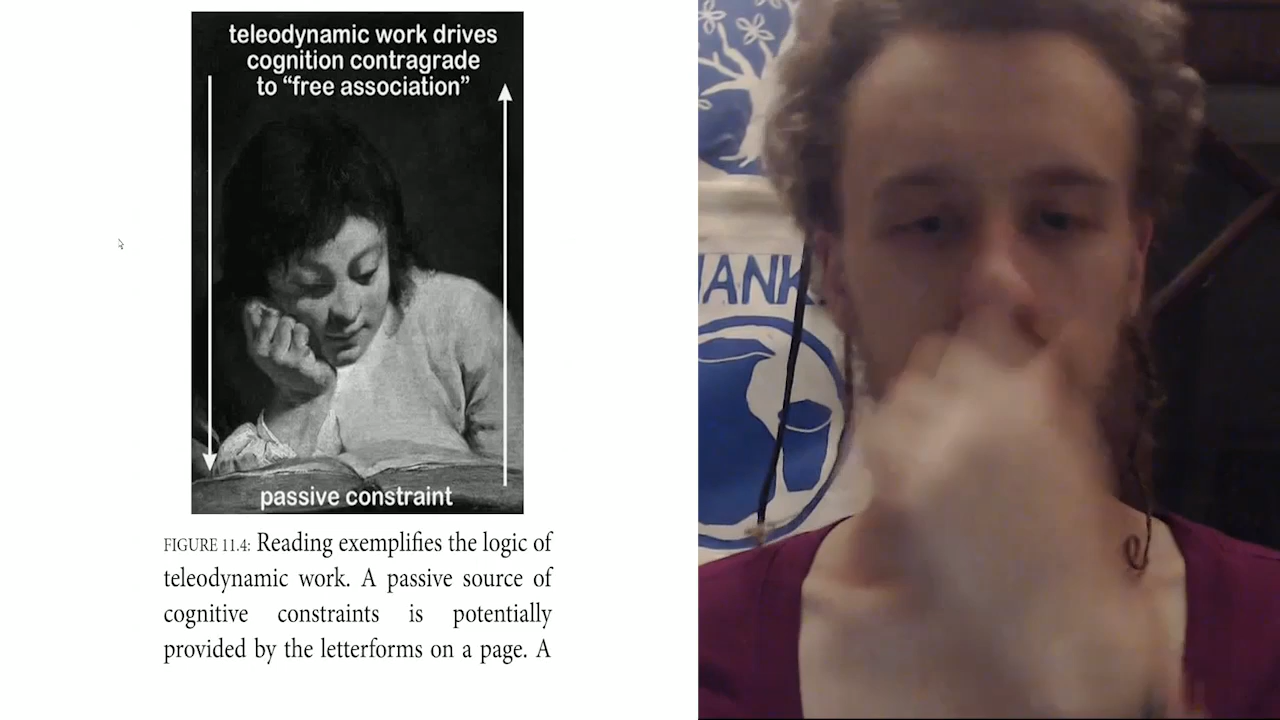 teleodynamic work drives
cognition contragrade
to “free association”
passive constraint
FIGURE 11.4: Reading exemplifies the logic of
teleodynamic work. A passive source of
cognitive constraints is potentially
provided by the letterforms on a page. A
HANK